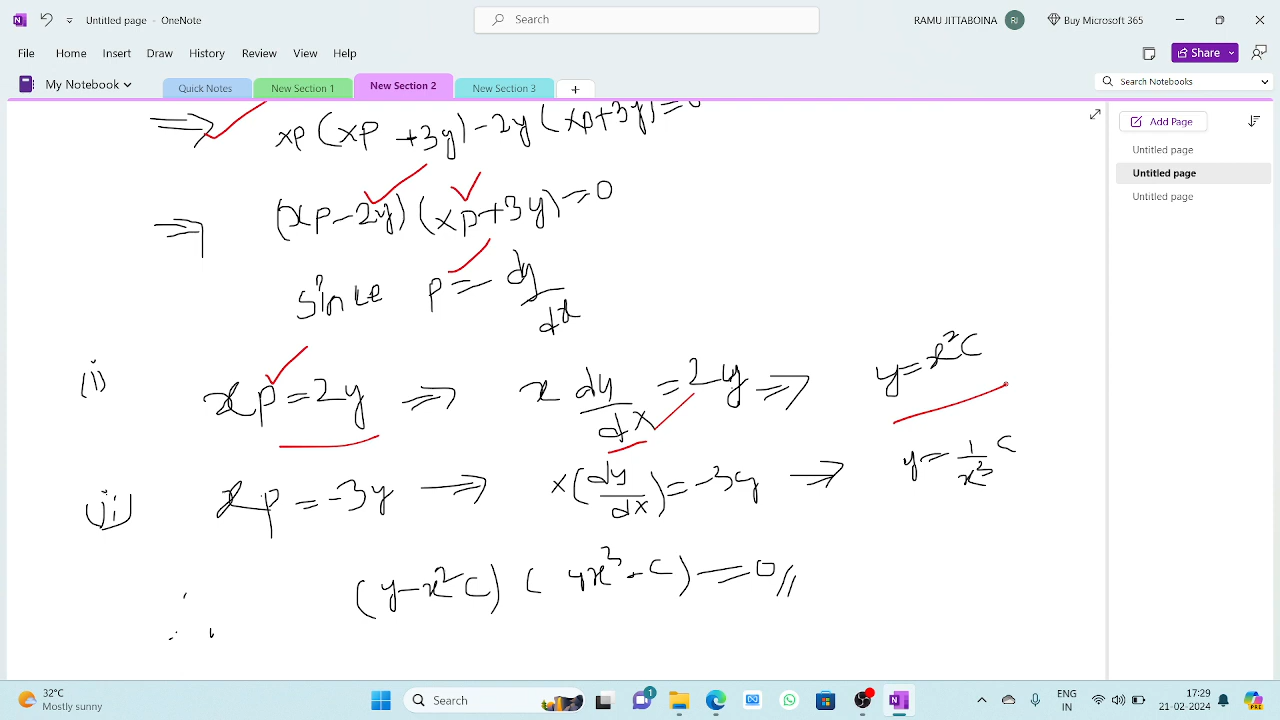 Untitled page - OneNote
Search
RAMU JITTABOINA
RJ
Buy Microsoft 365
File Home Insert Draw History Review View Help
Share
My Notebook
Quick Notes
New Section 1
New Section 2
New Section 3
+
Search Notebooks
Add Page
Untitled page
Untitled page
Untitled page
⇒ xp (xp + 3y) - 2y (xp + 3y) = 0
⇒ (xp - 2y) (xp + 3y) = 0
since p = dy/dx
(i) xp = 2y ⇒ x dy/dx = 2y ⇒ y = x²c
(ii) xp = -3y ⇒ x(dy/dx) = -3y ⇒ y = 1/x³ c
(y - x²c) ( yx³ - c) = 0 //
32°C
Mostly sunny
Search
1
ENG
IN
17:29
21-02-2024